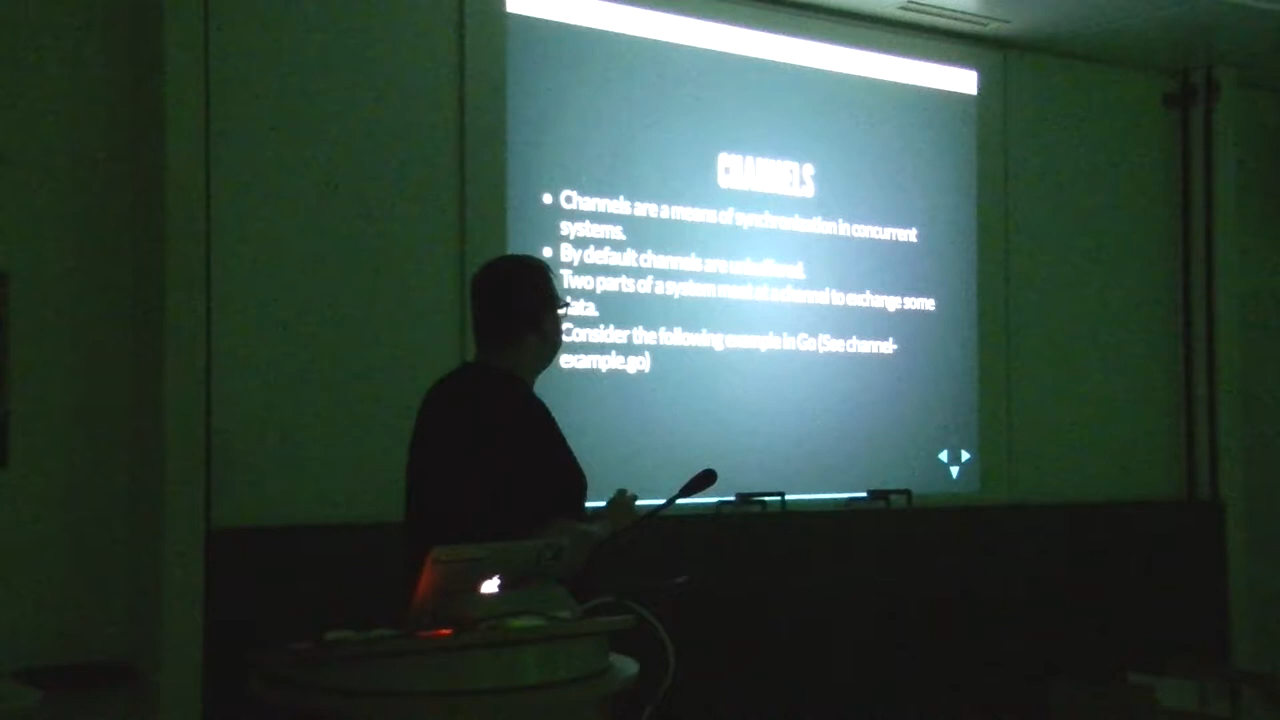 CHANNELS
Channels are a means of synchronisation in concurrent
systems.
By default channels are unbuffered.
Two parts of a system meet at a channel to exchange some
data.
Consider the following example in Go (See channel-
example.go)